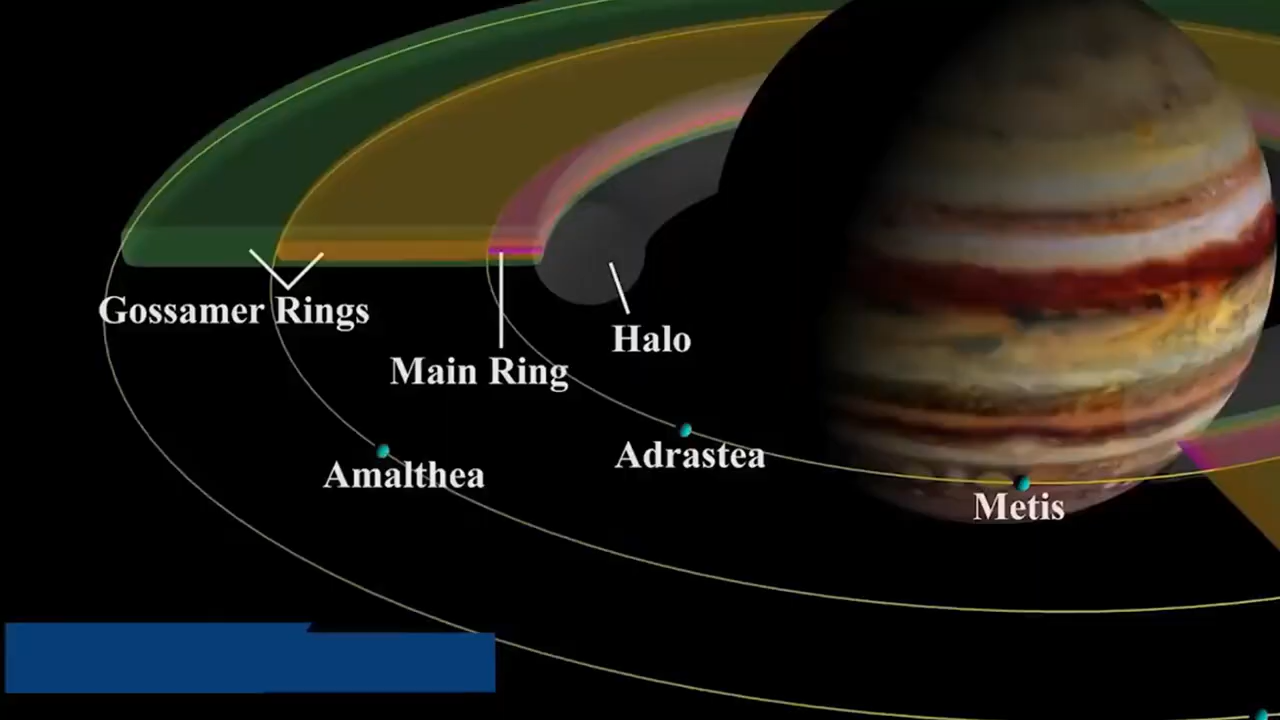 Gossamer Rings
Halo
Main Ring
Adrastea
Amalthea
Metis